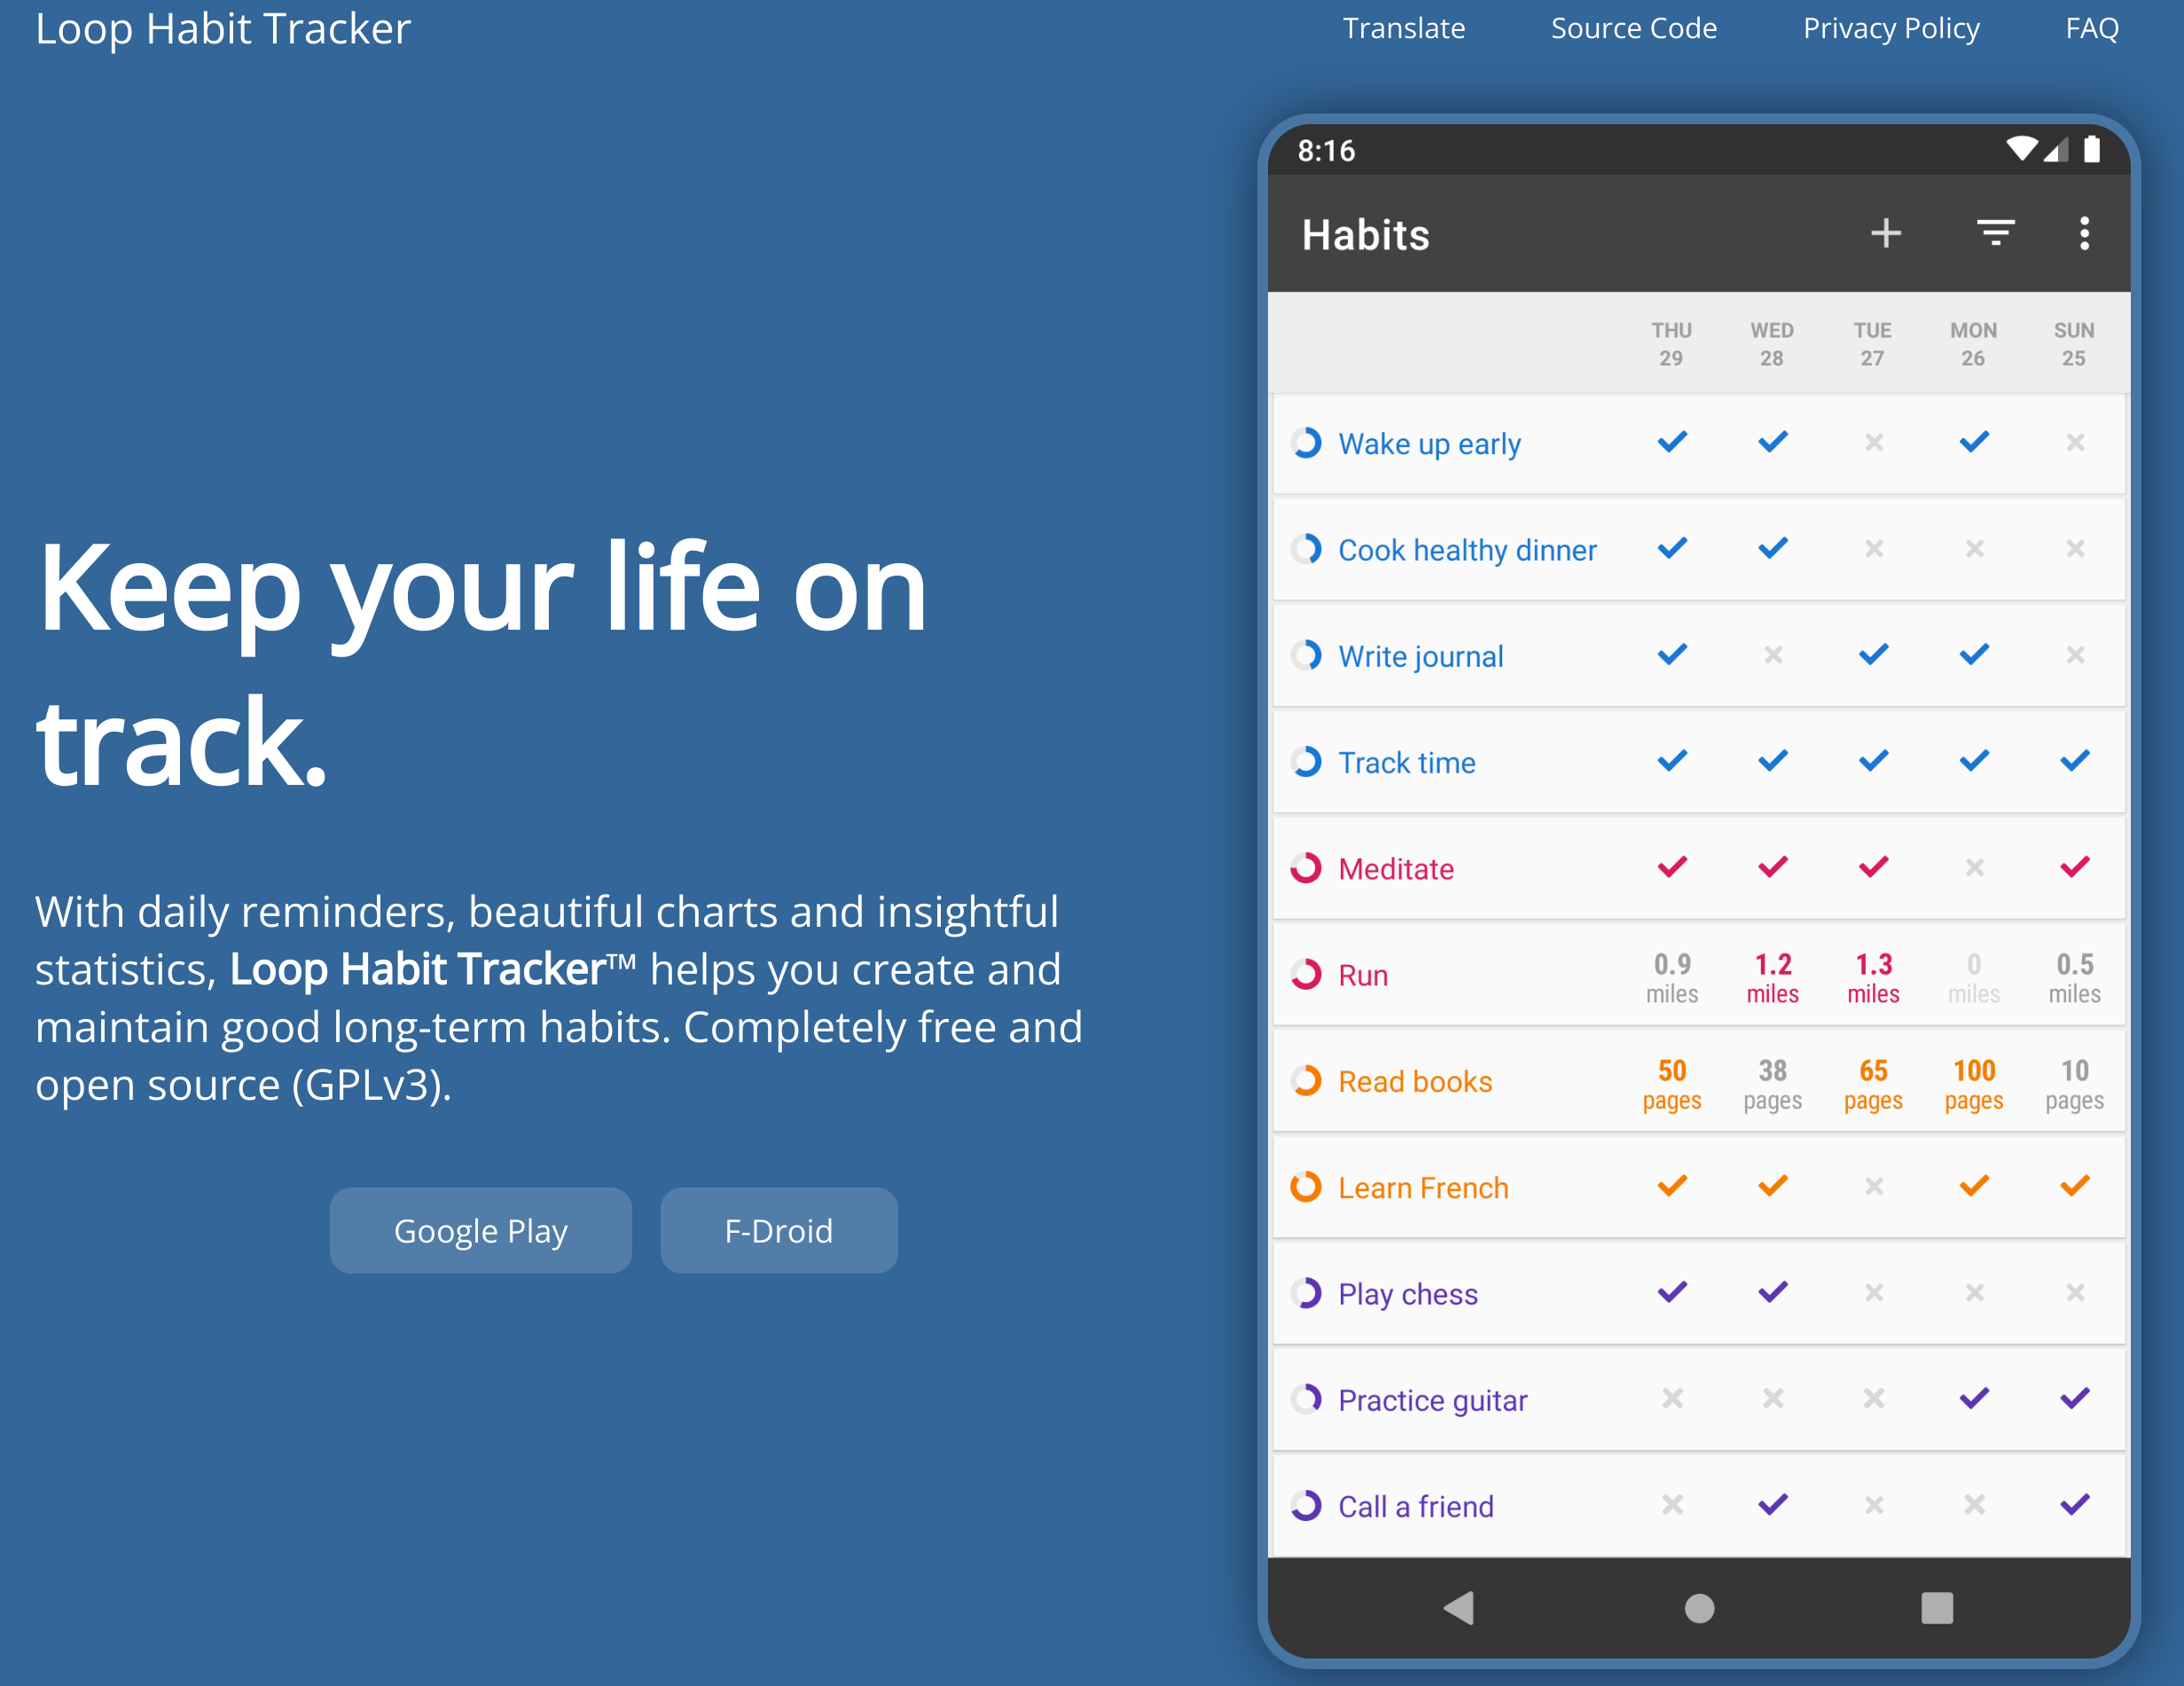 Loop Habit Tracker
Translate Source Code Privacy Policy FAQ
Keep your life on
track.
With daily reminders, beautiful charts and insightful
statistics, Loop Habit Tracker™ helps you create and
maintain good long-term habits. Completely free and
open source (GPLv3).
Google Play F-Droid
8:16
Habits
THU WED TUE MON SUN
29 28 27 26 25
Wake up early
Cook healthy dinner
Write journal
Track time
Meditate
Run
0.9 1.2 1.3 0 0.5
miles miles miles miles miles
Read books
50 38 65 100 10
pages pages pages pages pages
Learn French
Play chess
Practice guitar
Call a friend